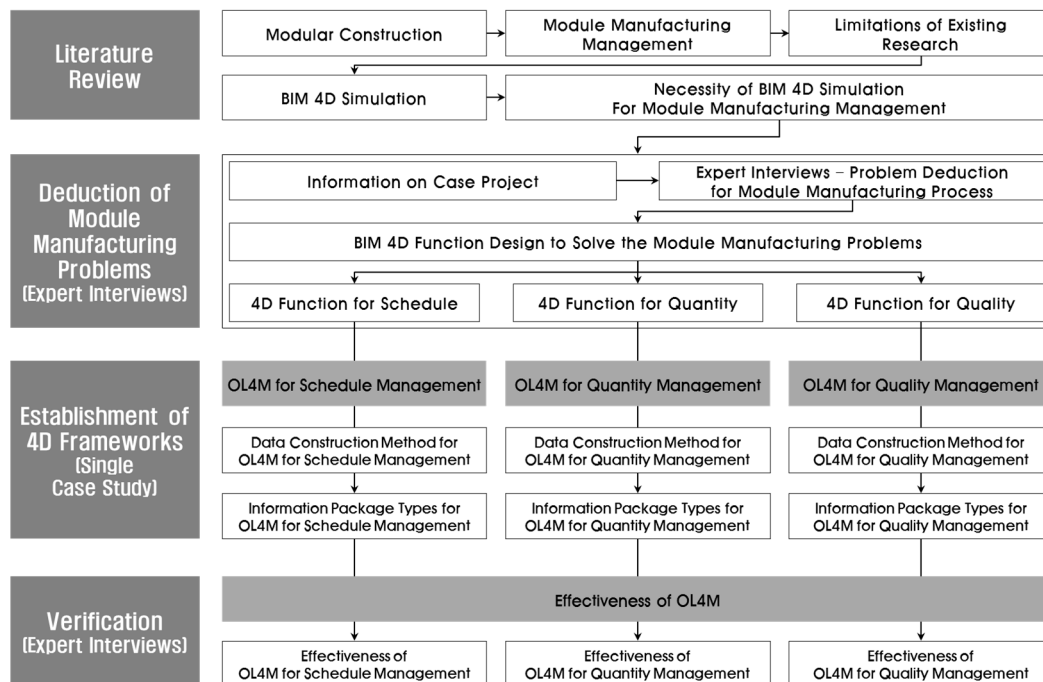 Literature
Review
Modular Construction
Module Manufacturing
Management
Limitations of Existing
Research
BIM 4D Simulation
Necessity of BIM 4D Simulation
For Module Manufacturing Management
Deduction of
Module
Manufacturing
Problems
(Expert Interviews)
Information on Case Project
Expert Interviews – Problem Deduction
for Module Manufacturing Process
BIM 4D Function Design to Solve the Module Manufacturing Problems
4D Function for Schedule
4D Function for Quantity
4D Function for Quality
Establishment of
4D Frameworks
(Single
Case Study)
OL4M for Schedule Management
OL4M for Quantity Management
OL4M for Quality Management
Data Construction Method for
OL4M for Schedule Management
Data Construction Method for
OL4M for Quantity Management
Data Construction Method for
OL4M for Quality Management
Information Package Types for
OL4M for Schedule Management
Information Package Types for
OL4M for Quantity Management
Information Package Types for
OL4M for Quality Management
Verification
(Expert Interviews)
Effectiveness of OL4M
Effectiveness of
OL4M for Schedule Management
Effectiveness of
OL4M for Quantity Management
Effectiveness of
OL4M for Quality Management